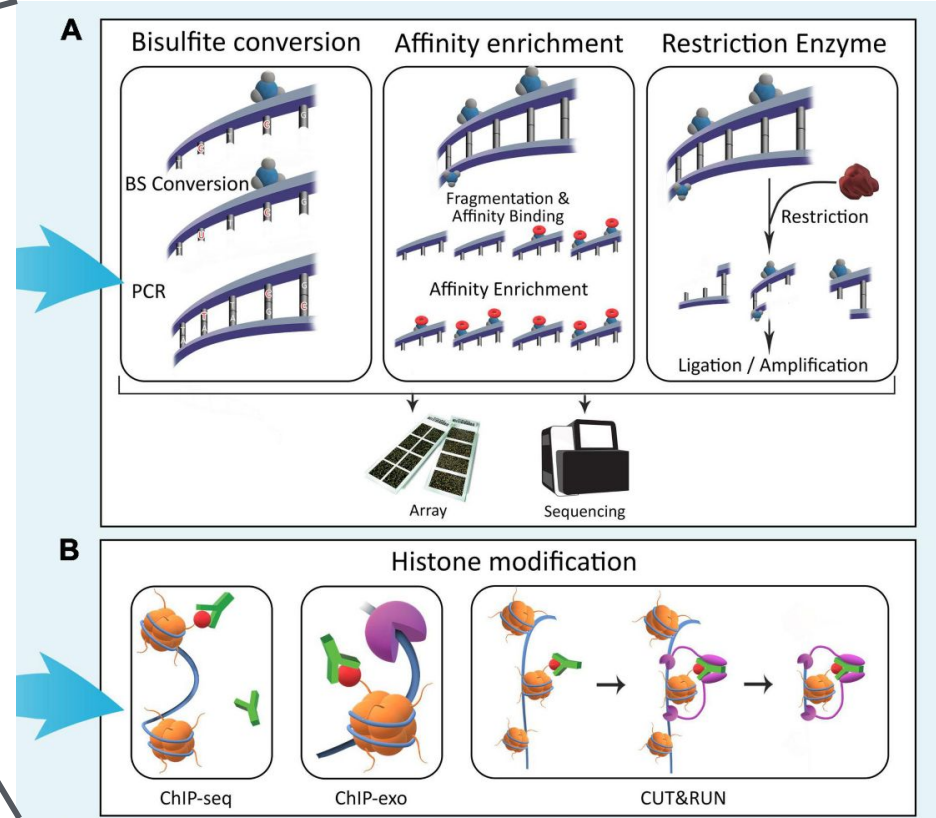 A
Bisulfite conversion
Affinity enrichment
Restriction Enzyme
BS Conversion
PCR
Fragmentation &
Affinity Binding
Affinity Enrichment
Restriction
Ligation / Amplification
Array
Sequencing
B
Histone modification
ChIP-seq
ChIP-exo
CUT&RUN